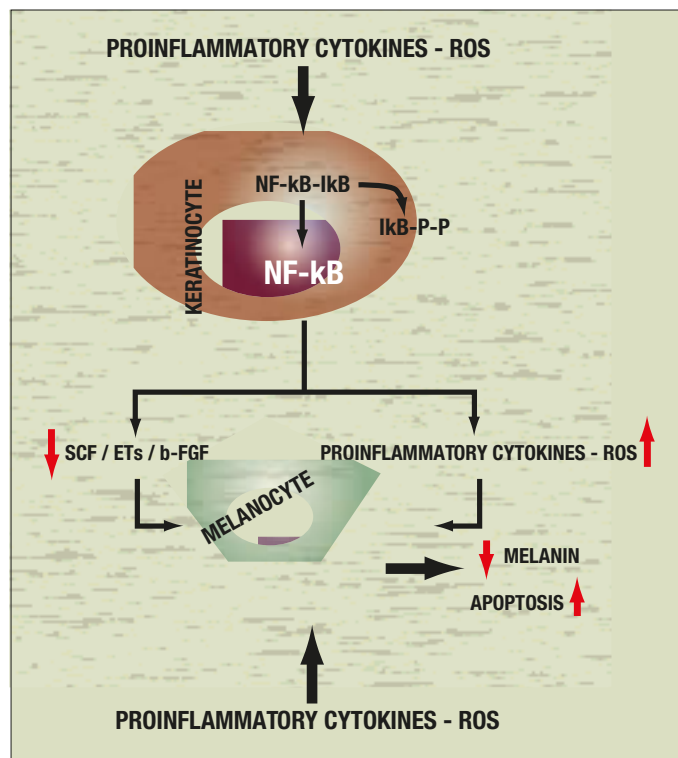 PROINFLAMMATORY CYTOKINES - ROS
KERATINOCYTE
NF-kB-IkB
IkB-P-P
NF-kB
SCF / ETs / b-FGF
PROINFLAMMATORY CYTOKINES - ROS
MELANOCYTE
MELANIN
APOPTOSIS
PROINFLAMMATORY CYTOKINES - ROS